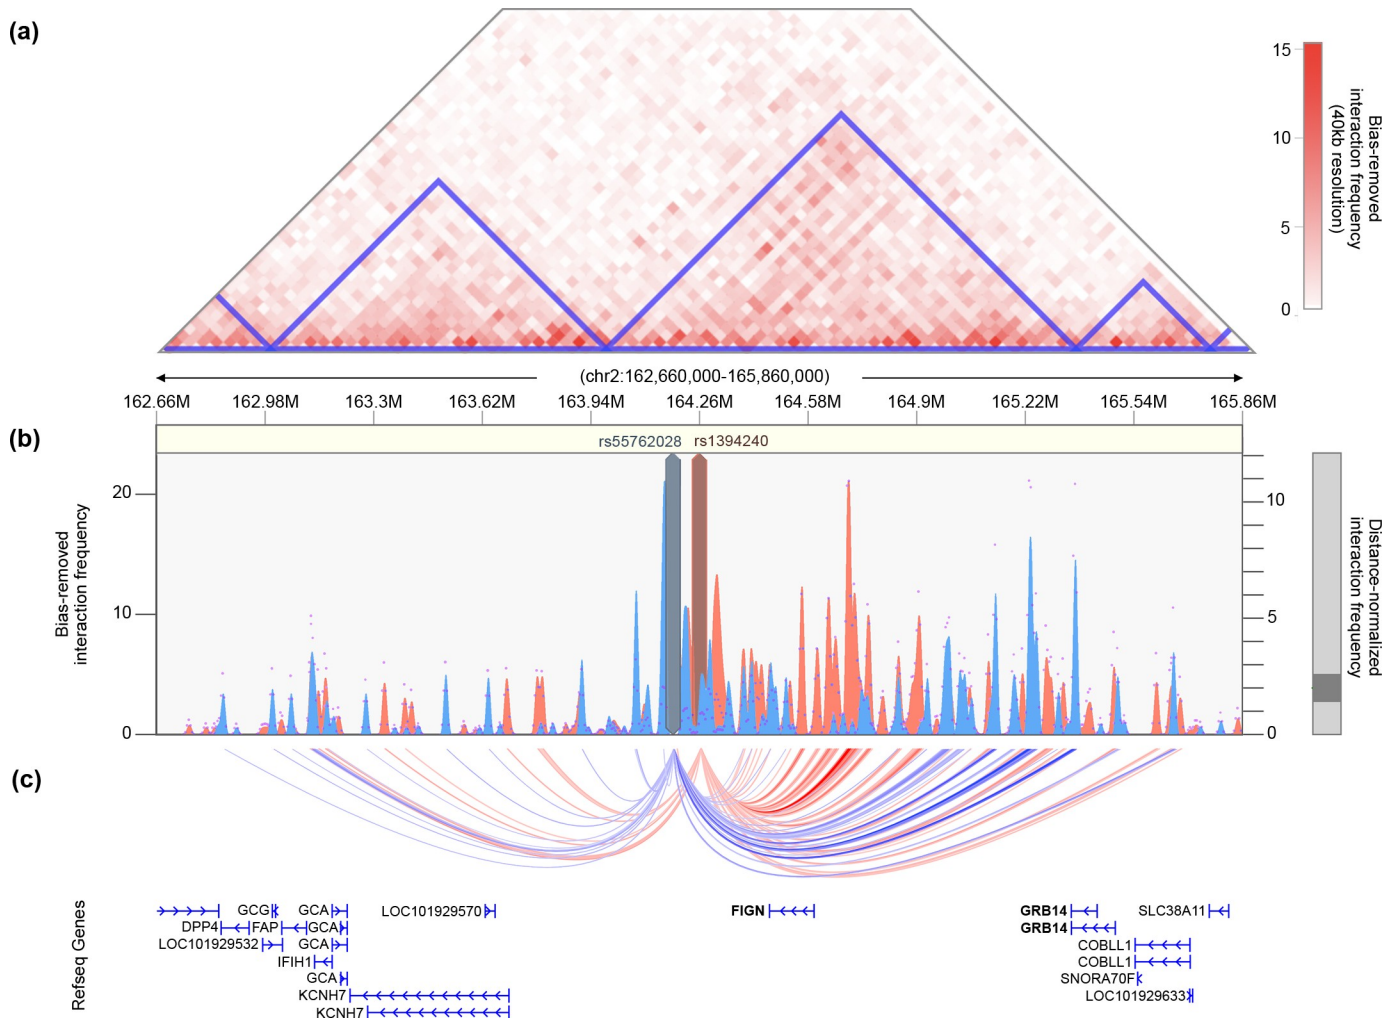 (a)
15
10
5
0
Bias-removed
interaction frequency
(40kb resolution)
(chr2:162,660,000-165,860,000)
162.66M 162.98M 163.3M 163.62M 163.94M 164.26M 164.58M 164.9M 165.22M 165.54M 165.86M
(b)
rs55762028 rs1394240
20
10
0
Bias-removed
interaction frequency
10
5
0
Distance-normalized
interaction frequency
(c)
Refseq Genes
GCG GCA LOC101929570 FIGN GRB14 SLC38A11
DPP4 FAP GCA GRB14
LOC101929532 GCA COBLL1
IFIH1 COBLL1
GCA SNORA70F
KCNH7 LOC101929633
KCNH7